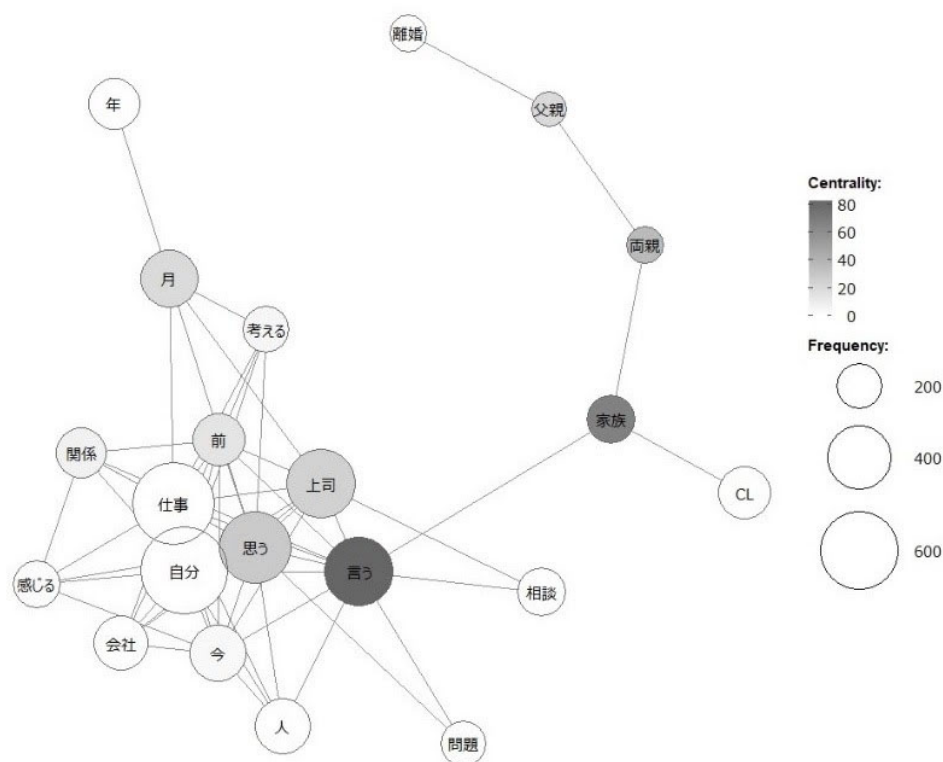 離婚
年
父親
Centrality:
80
60
40
20
0
両親
月
考える
Frequency:
200
400
600
家族
前
関係
上司
CL
仕事
思う
自分
言う
感じる
相談
会社
今
人
問題